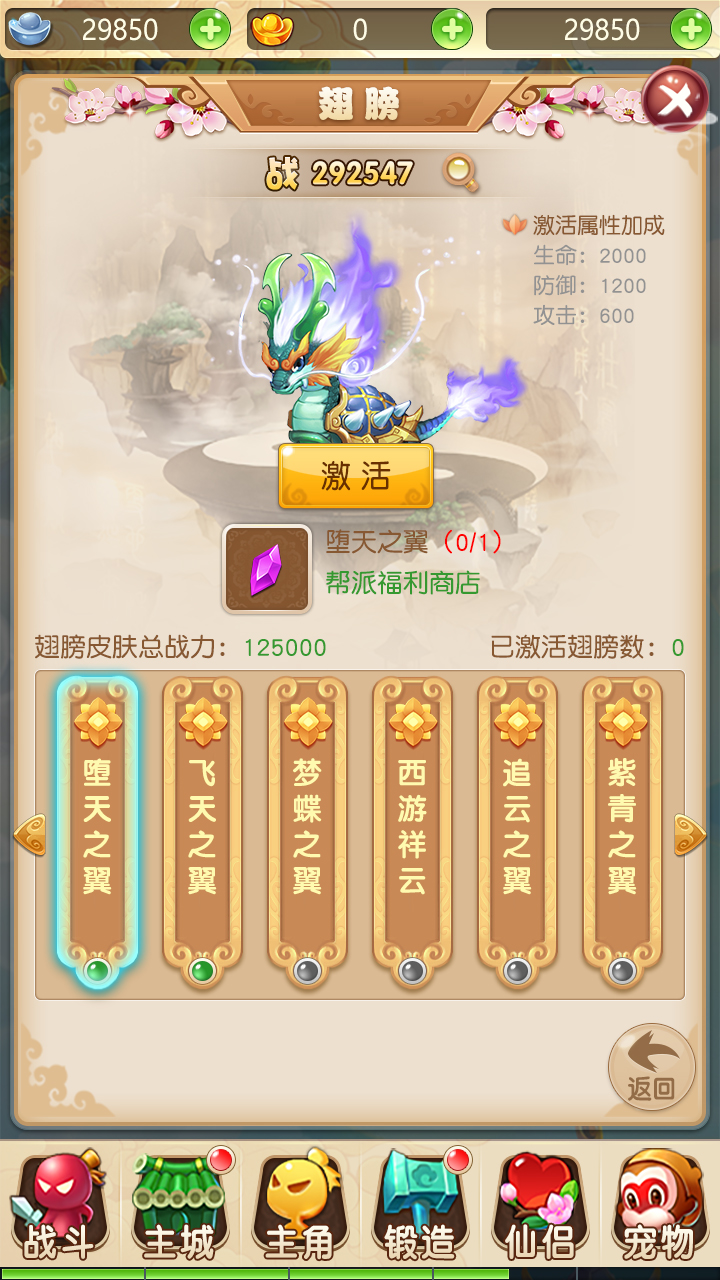 29850
0
29850
翅膀
战 292547
激活属性加成
生命：2000
防御：1200
攻击：600
激活
堕天之翼（0/1）
帮派福利商店
翅膀皮肤总战力：125000
已激活翅膀数：0
堕天之翼
飞天之翼
梦蝶之翼
西游祥云
追云之翼
紫青之翼
返回
战斗
主城
主角
锻造
仙侣
宠物